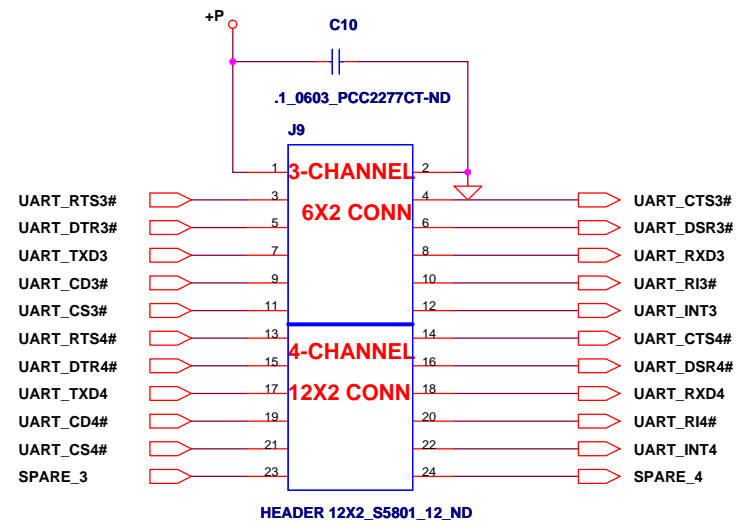 +P
C10
.1_0603_PCC2277CT-ND
J9
1 3-CHANNEL 2
UART_RTS3# 3 4 UART_CTS3#
6X2 CONN
UART_DTR3# 5 6 UART_DSR3#
UART_TXD3 7 8 UART_RXD3
UART_CD3# 9 10 UART_RI3#
UART_CS3# 11 12 UART_INT3
UART_RTS4# 13 14 UART_CTS4#
4-CHANNEL
UART_DTR4# 15 16 UART_DSR4#
UART_TXD4 17 12X2 CONN 18 UART_RXD4
UART_CD4# 19 20 UART_RI4#
UART_CS4# 21 22 UART_INT4
SPARE_3 23 24 SPARE_4
HEADER 12X2_S5801_12_ND